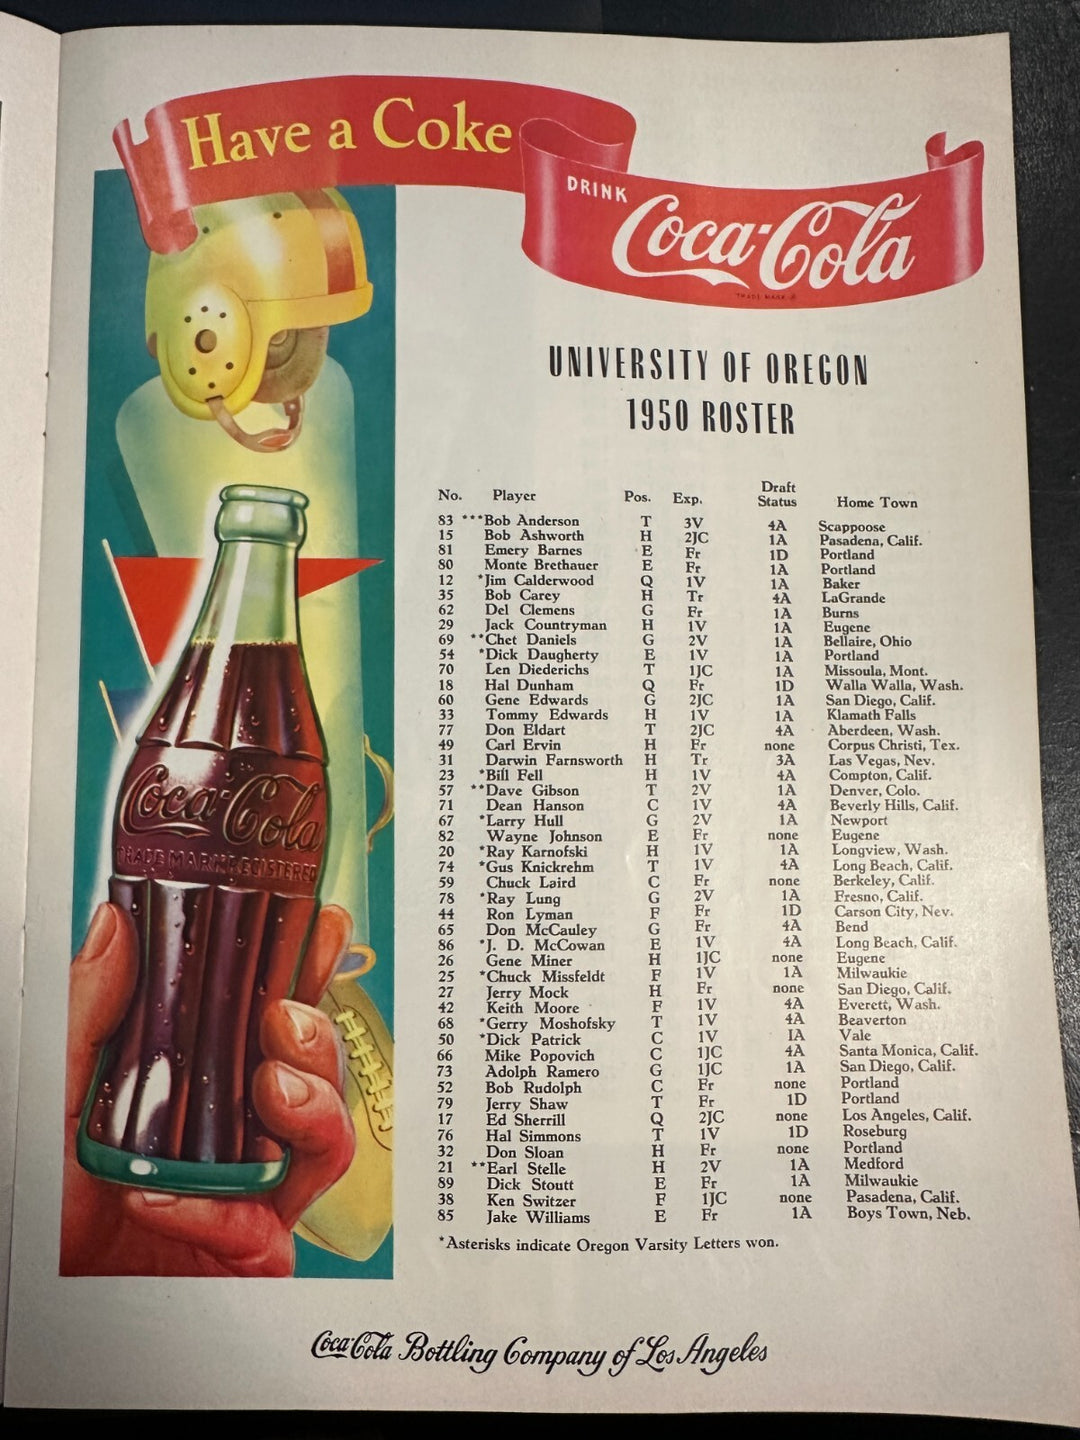 Have a Coke
DRINK
Coca-Cola
TRADE MARK ®
UNIVERSITY OF OREGON
1950 ROSTER
No. Player Pos. Exp. Draft Status Home Town
83 ***Bob Anderson T 3V 4A Scappoose
15 Bob Ashworth H 2JC 1A Pasadena, Calif.
81 Emery Barnes E Fr 1D Portland
80 Monte Brethauer E Fr 1A Portland
12 *Jim Calderwood Q 1V 1A Baker
35 Bob Carey H Tr 4A LaGrande
62 Del Clemens G Fr 1A Burns
29 Jack Countryman H 1V 1A Eugene
69 **Chet Daniels G 2V 1A Bellaire, Ohio
54 *Dick Daugherty E 1V 1A Portland
70 Len Diederichs T 1JC 1A Missoula, Mont.
18 Hal Dunham Q Fr 1D Walla Walla, Wash.
60 Gene Edwards G 2JC 1A San Diego, Calif.
33 Tommy Edwards H 1V 1A Klamath Falls
77 Don Eldart T 2JC 4A Aberdeen, Wash.
49 Carl Ervin H Fr none Corpus Christi, Tex.
31 Darwin Farnsworth H Tr 3A Las Vegas, Nev.
23 *Bill Fell H 1V 4A Compton, Calif.
57 **Dave Gibson T 2V 1A Denver, Colo.
71 Dean Hanson C 1V 4A Beverly Hills, Calif.
67 *Larry Hull G 2V 1A Newport
82 Wayne Johnson E Fr none Eugene
20 *Ray Karnofski H 1V 1A Longview, Wash.
74 *Gus Knickrehm T 1V 4A Long Beach, Calif.
59 Chuck Laird C Fr none Berkeley, Calif.
78 *Ray Lung G 2V 1A Fresno, Calif.
44 Ron Lyman F Fr 1D Carson City, Nev.
65 Don McCauley G Fr 4A Bend
86 *J. D. McCowan E 1V 4A Long Beach, Calif.
26 Gene Miner H 1JC none Eugene
25 *Chuck Missfeldt F 1V 1A Milwaukie
27 Jerry Mock H Fr none San Diego, Calif.
42 Keith Moore F 1V 4A Everett, Wash.
68 *Gerry Moshofsky T 1V 4A Beaverton
50 *Dick Patrick C 1V 1A Vale
66 Mike Popovich C 1JC 4A Santa Monica, Calif.
73 Adolph Ramero G 1JC 1A San Diego, Calif.
52 Bob Rudolph C Fr none Portland
79 Jerry Shaw T Fr 1D Portland
17 Ed Sherrill Q 2JC none Los Angeles, Calif.
76 Hal Simmons T 1V 1D Roseburg
32 Don Sloan H Fr none Portland
21 **Earl Stelle H 2V 1A Medford
89 Dick Stoutt E Fr 1A Milwaukie
38 Ken Switzer F 1JC none Pasadena, Calif.
85 Jake Williams E Fr 1A Boys Town, Neb.
*Asterisks indicate Oregon Varsity Letters won.
Coca-Cola
TRADE MARK REGISTERED
Coca-Cola Bottling Company of Los Angeles